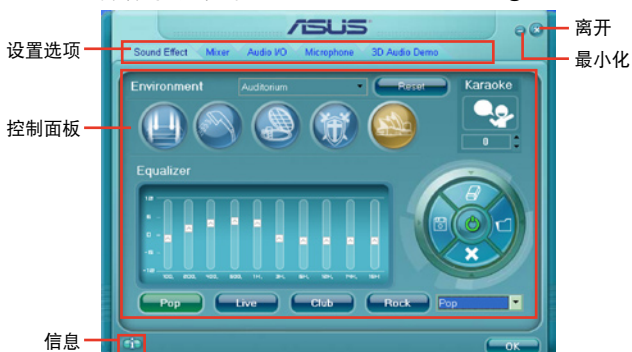 ASUS
离开
设置选项
Sound Effect Mixer Audio I/O Microphone 3D Audio Demo
最小化
Environment Auditorium Reset Karaoke
控制面板
0
Equalizer
Pop Live Club Rock Pop
信息
OK